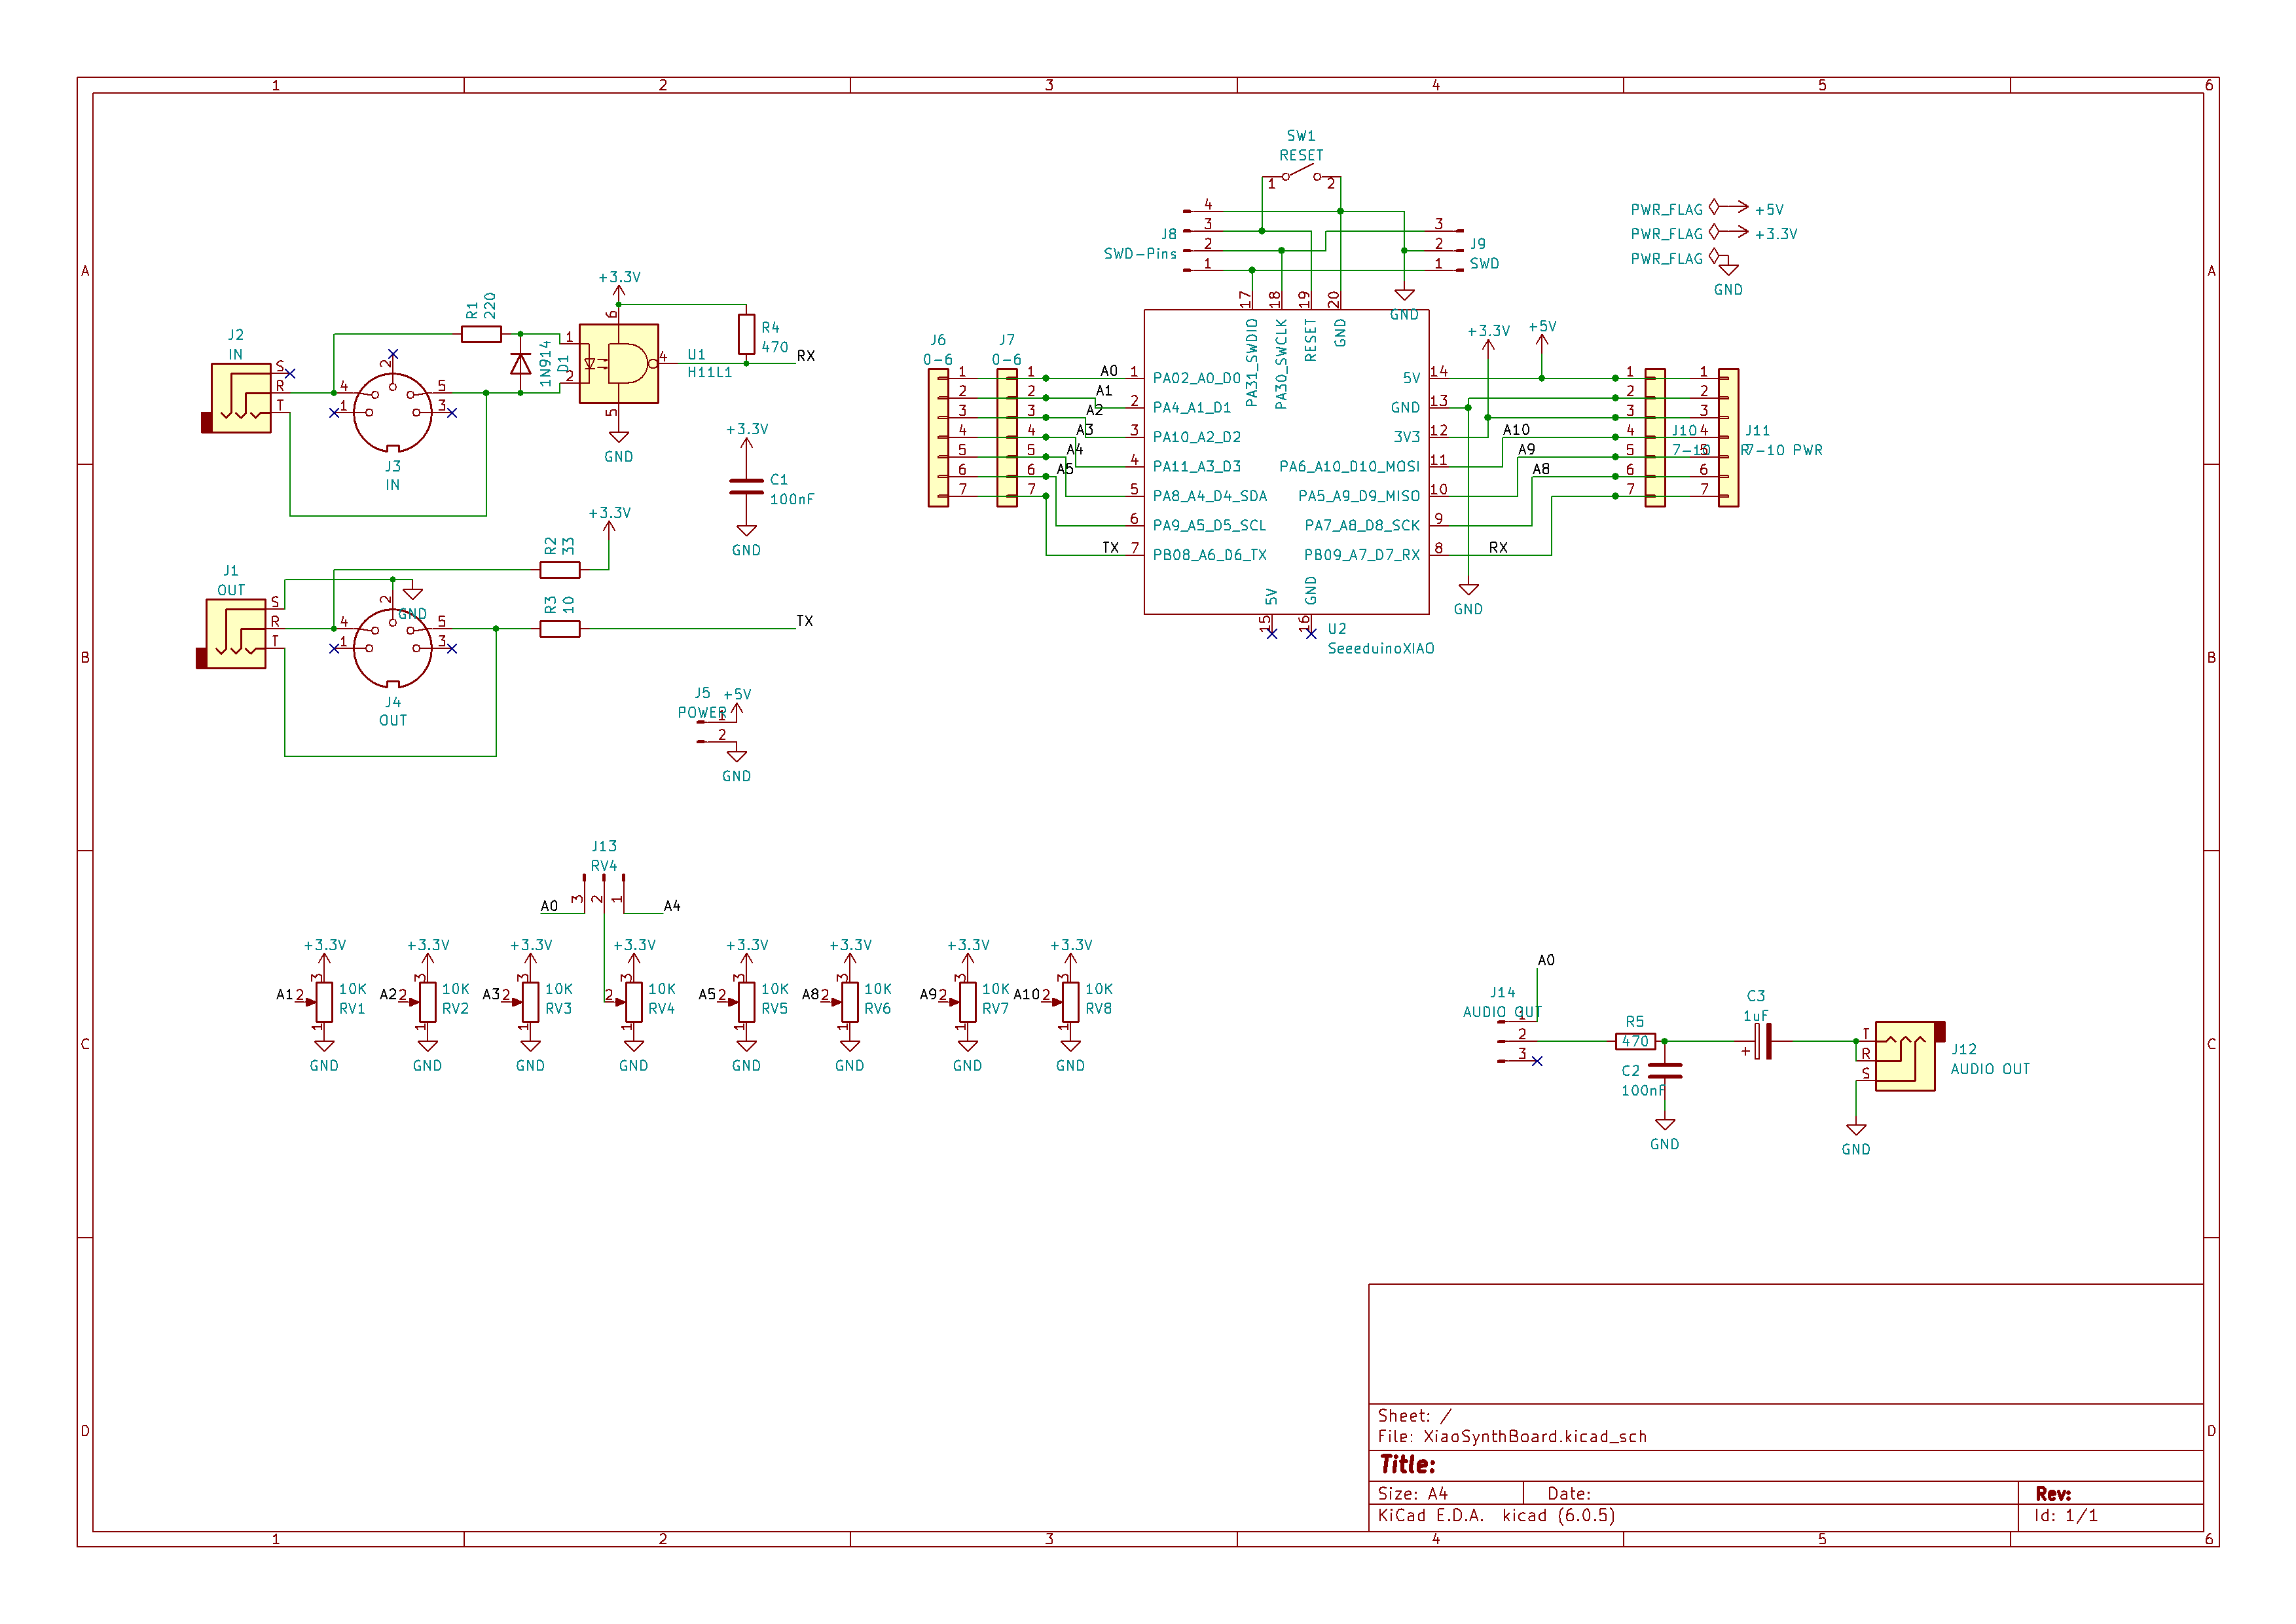 1 2 3 4 5 6
A
B
C
D
SW1
RESET
1 2
4
3
2
1
J8
SWD-Pins
3
2
1
J9
SWD
GND
PWR_FLAG +5V
PWR_FLAG +3.3V
PWR_FLAG
GND
J2
IN
S
R
T
4 2 5
1 3
J3
IN
R1
220
1N914
D1
+3.3V
6
1
2
4
5
U1
H11L1
GND
R4
470
RX
+3.3V
C1
100nF
GND
J1
OUT
S
R
T
4 2 5
1 3
GND
J4
OUT
R2
33
+3.3V
R3
10
TX
J5 +5V
POWER
1
2
GND
J6
0-6
J7
0-6
1 1 A0 1 PA02_A0_D0
2 2 A1 2 PA4_A1_D1
3 3 A2 3 PA10_A2_D2
4 4 A3 4 PA11_A3_D3
5 5 A4 5 PA8_A4_D4_SDA
6 6 A5 6 PA9_A5_D5_SCL
7 7 TX 7 PB08_A6_D6_TX
17 18 19 20
PA31_SWDIO
PA30_SWCLK
RESET
GND
5V 14
GND 13
3V3 12
PA6_A10_D10_MOSI 11
PA5_A9_D9_MISO 10
PA7_A8_D8_SCK 9
PB09_A7_D7_RX 8
5V GND
15 16
U2
SeeeduinoXIAO
+3.3V +5V
A10
A9
A8
RX
GND
1 1
2 2
3 3
4 4
5 5
6 6
7 7
J10
7-10
J11
7-10 PWR
J13
RV4
A0 3 2 1 A4
+3.3V +3.3V +3.3V +3.3V +3.3V +3.3V +3.3V +3.3V
3 3 3 3 3 3 3 3
A1 2 10K A2 2 10K A3 2 10K 2 10K A5 2 10K A8 2 10K A9 2 10K A10 2 10K
RV1 RV2 RV3 RV4 RV5 RV6 RV7 RV8
1 1 1 1 1 1 1 1
GND GND GND GND GND GND GND GND
A0
J14
AUDIO OUT
1
2
3
R5
470
C2
100nF
GND
C3
1uF
+
T
R
S
J12
AUDIO OUT
GND
Sheet: /
File: XiaoSynthBoard.kicad_sch
Title:
Size: A4 Date: Rev:
KiCad E.D.A. kicad (6.0.5) Id: 1/1
1 2 3 4 5 6
A
B
C
D